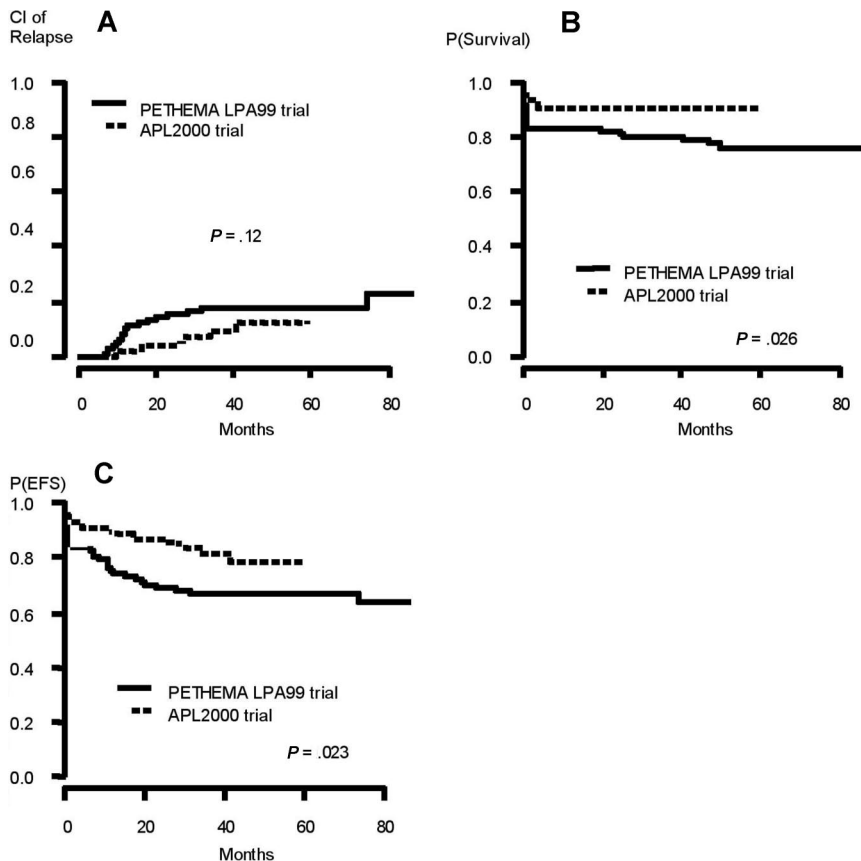 CI of
Relapse
A
1.0
0.8
0.6
0.4
0.2
0.0
PETHEMA LPA99 trial
APL2000 trial
P = .12
0 20 40 60 80
Months
P(Survival)
B
1.0
0.8
0.6
0.4
0.2
0.0
PETHEMA LPA99 trial
APL2000 trial
P = .026
0 20 40 60 80
Months
P(EFS)
C
1.0
0.8
0.6
0.4
0.2
0.0
PETHEMA LPA99 trial
APL2000 trial
P = .023
0 20 40 60 80
Months